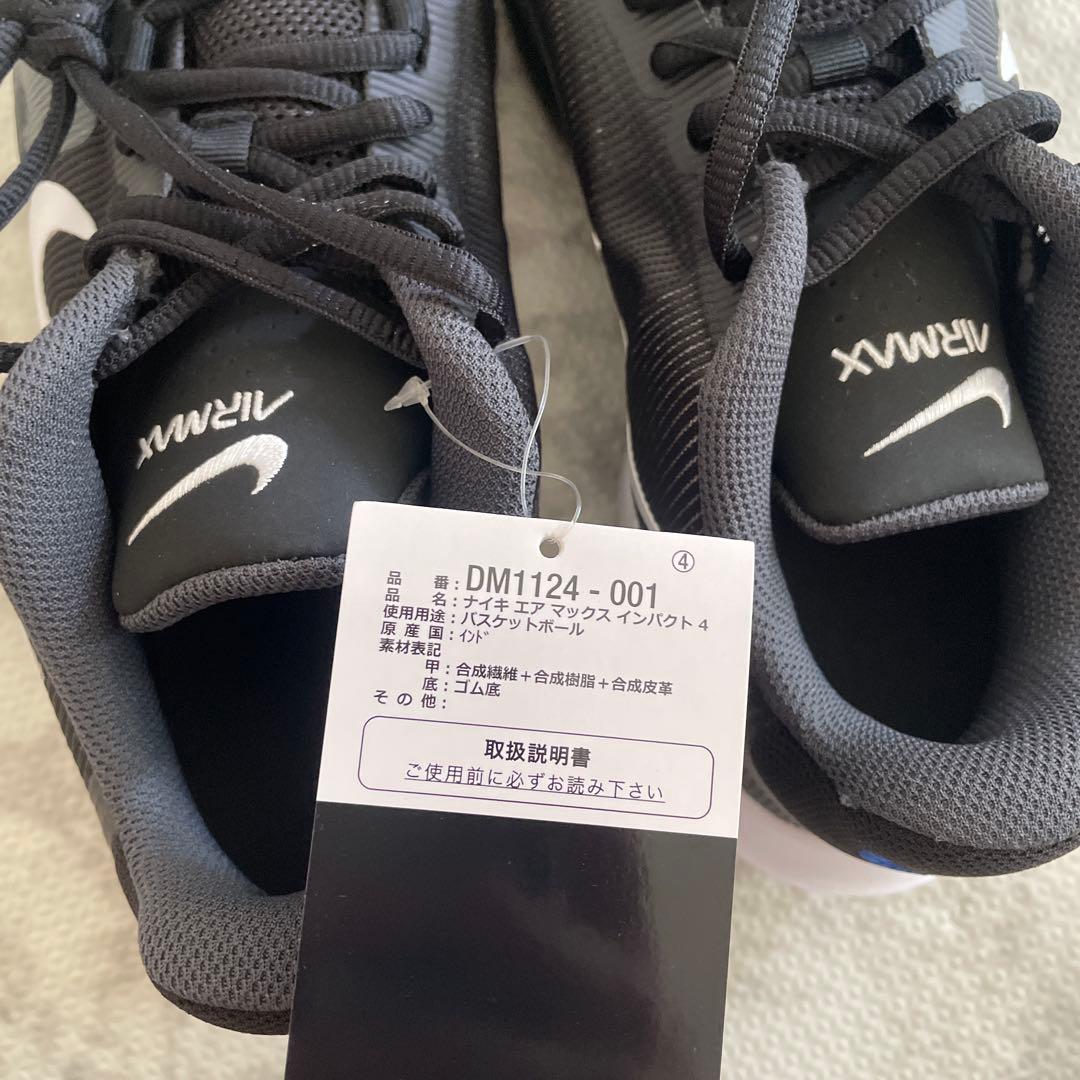 AIRMAX
AIRMAX
④
品 番 : DM1124 - 001
品 名 : ナイキ エア マックス インパクト 4
使用用途 : バスケットボール
原 産 国 : ｲﾝﾄﾞ
素材表記
甲 : 合成繊維＋合成樹脂＋合成皮革
底 : ゴム底
そ の 他 :
取扱説明書
ご使用前に必ずお読み下さい